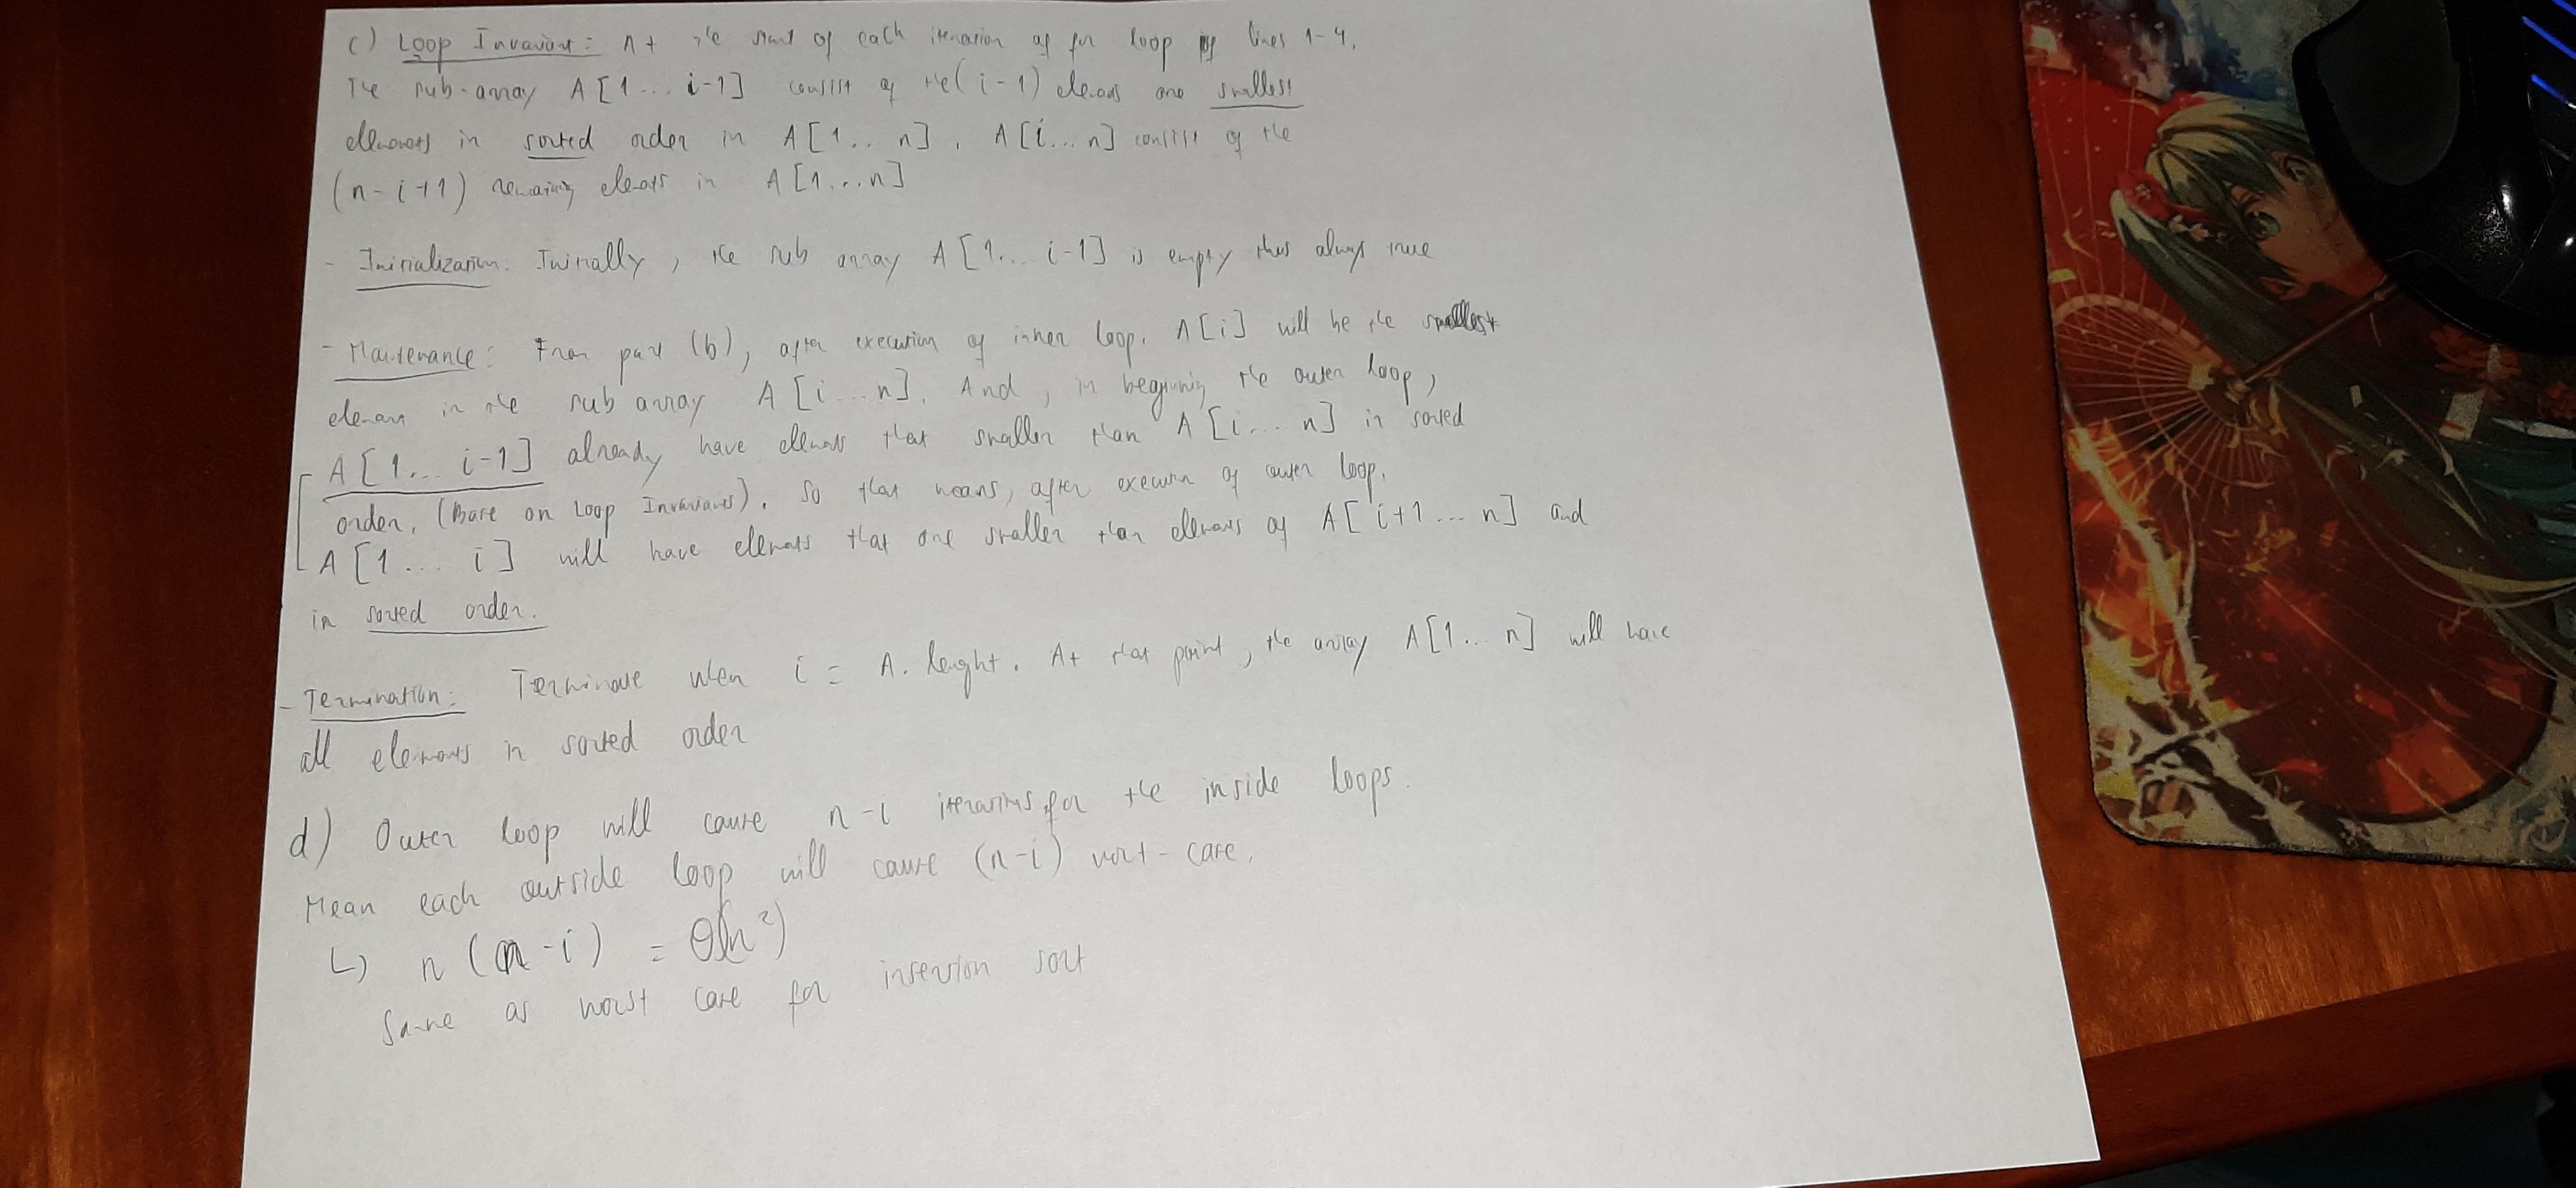 c) Loop Invariant: At the start of each iteration of for loop of lines 1-4,
The sub-array A[1... i-1] consist of the (i-1) elements are smallest
elements in sorted order in A[1.. n]. A[i... n] consist of the
(n-i+1) remaining elements in A[1...n]
- Initialization. Initially, the sub array A[1... i-1] is empty thus always true
- Maintenance: From part (b), after execution of inner loop. A[i] will be the smallest
element in the sub array A[i...n]. And, in beginning the outer loop,
A[1... i-1] already have elements that smaller than A[i... n] in sorted
order. (Base on Loop Invariants). So that means, after execution of outer loop.
A[1... i] will have elements that are smaller than elements of A[i+1... n] and
in sorted order.
- Termination: Terminate when i = A. lenght. At that point, the array A[1... n] will have
all elements in sorted order
d) Outer loop will cause n-i iterations for the inside loops.
Mean each outside loop will cause (n-i) worst-case.
↳ n(n-i) = Θ(n²)
Same as worst case for insertion sort